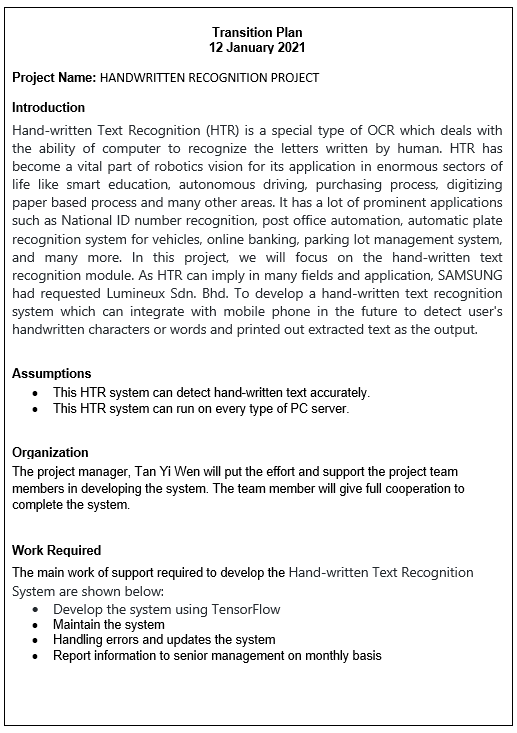 Transition Plan
12 January 2021
Project Name: HANDWRITTEN RECOGNITION PROJECT
Introduction
Hand-written Text Recognition (HTR) is a special type of OCR which deals with
the ability of computer to recognize the letters written by human. HTR has
become a vital part of robotics vision for its application in enormous sectors of
life like smart education, autonomous driving, purchasing process, digitizing
paper based process and many other areas. It has a lot of prominent applications
such as National ID number recognition, post office automation, automatic plate
recognition system for vehicles, online banking, parking lot management system,
and many more. In this project, we will focus on the hand-written text
recognition module. As HTR can imply in many fields and application, SAMSUNG
had requested Lumineux Sdn. Bhd. To develop a hand-written text recognition
system which can integrate with mobile phone in the future to detect user's
handwritten characters or words and printed out extracted text as the output.
Assumptions
• This HTR system can detect hand-written text accurately.
• This HTR system can run on every type of PC server.
Organization
The project manager, Tan Yi Wen will put the effort and support the project team
members in developing the system. The team member will give full cooperation to
complete the system.
Work Required
The main work of support required to develop the Hand-written Text Recognition
System are shown below:
• Develop the system using TensorFlow
• Maintain the system
• Handling errors and updates the system
• Report information to senior management on monthly basis